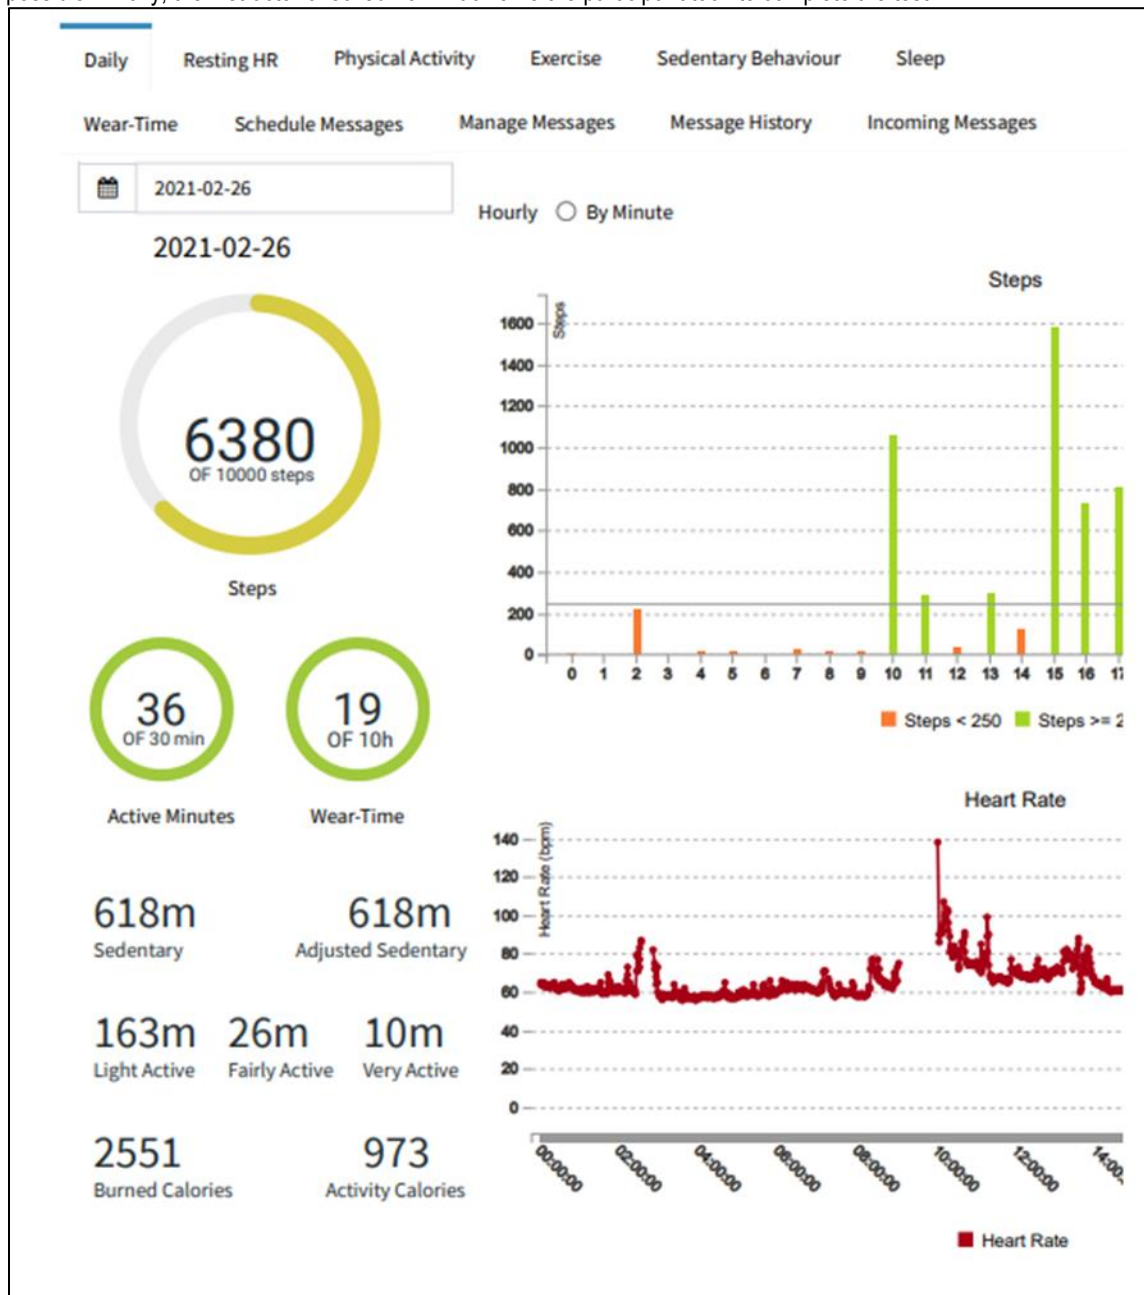 Daily Resting HR Physical Activity Exercise Sedentary Behaviour Sleep
Wear-Time Schedule Messages Manage Messages Message History Incoming Messages
2021-02-26
Hourly By Minute
2021-02-26
6380
OF 10000 steps
Steps
36
OF 30 min
Active Minutes
19
OF 10h
Wear-Time
618m
Sedentary
618m
Adjusted Sedentary
163m
Light Active
26m
Fairly Active
10m
Very Active
2551
Burned Calories
973
Activity Calories
Steps
Steps
1600
1400
1200
1000
800
600
400
200
0
0 1 2 3 4 5 6 7 8 9 10 11 12 13 14 15 16 17
Steps < 250 Steps >= 2
Heart Rate
Heart Rate (bpm)
140
120
100
80
60
40
20
0
00:00:00 02:00:00 04:00:00 06:00:00 08:00:00 10:00:00 12:00:00 14:00:
Heart Rate